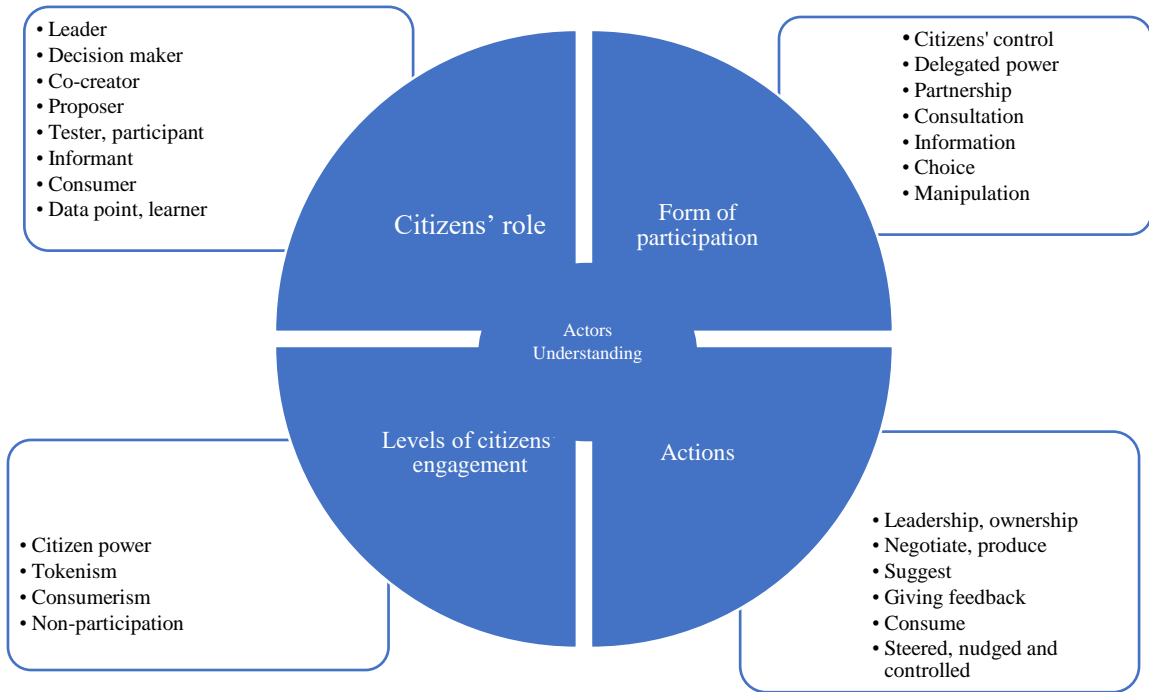 • Leader
• Decision maker
• Co-creator
• Proposer
• Tester, participant
• Informant
• Consumer
• Data point, learner
• Citizens' control
• Delegated power
• Partnership
• Consultation
• Information
• Choice
• Manipulation
Citizens’ role
Form of
participation
Actors
Understanding
Levels of citizens'
engagement
Actions
• Citizen power
• Tokenism
• Consumerism
• Non-participation
• Leadership, ownership
• Negotiate, produce
• Suggest
• Giving feedback
• Consume
• Steered, nudged and
controlled